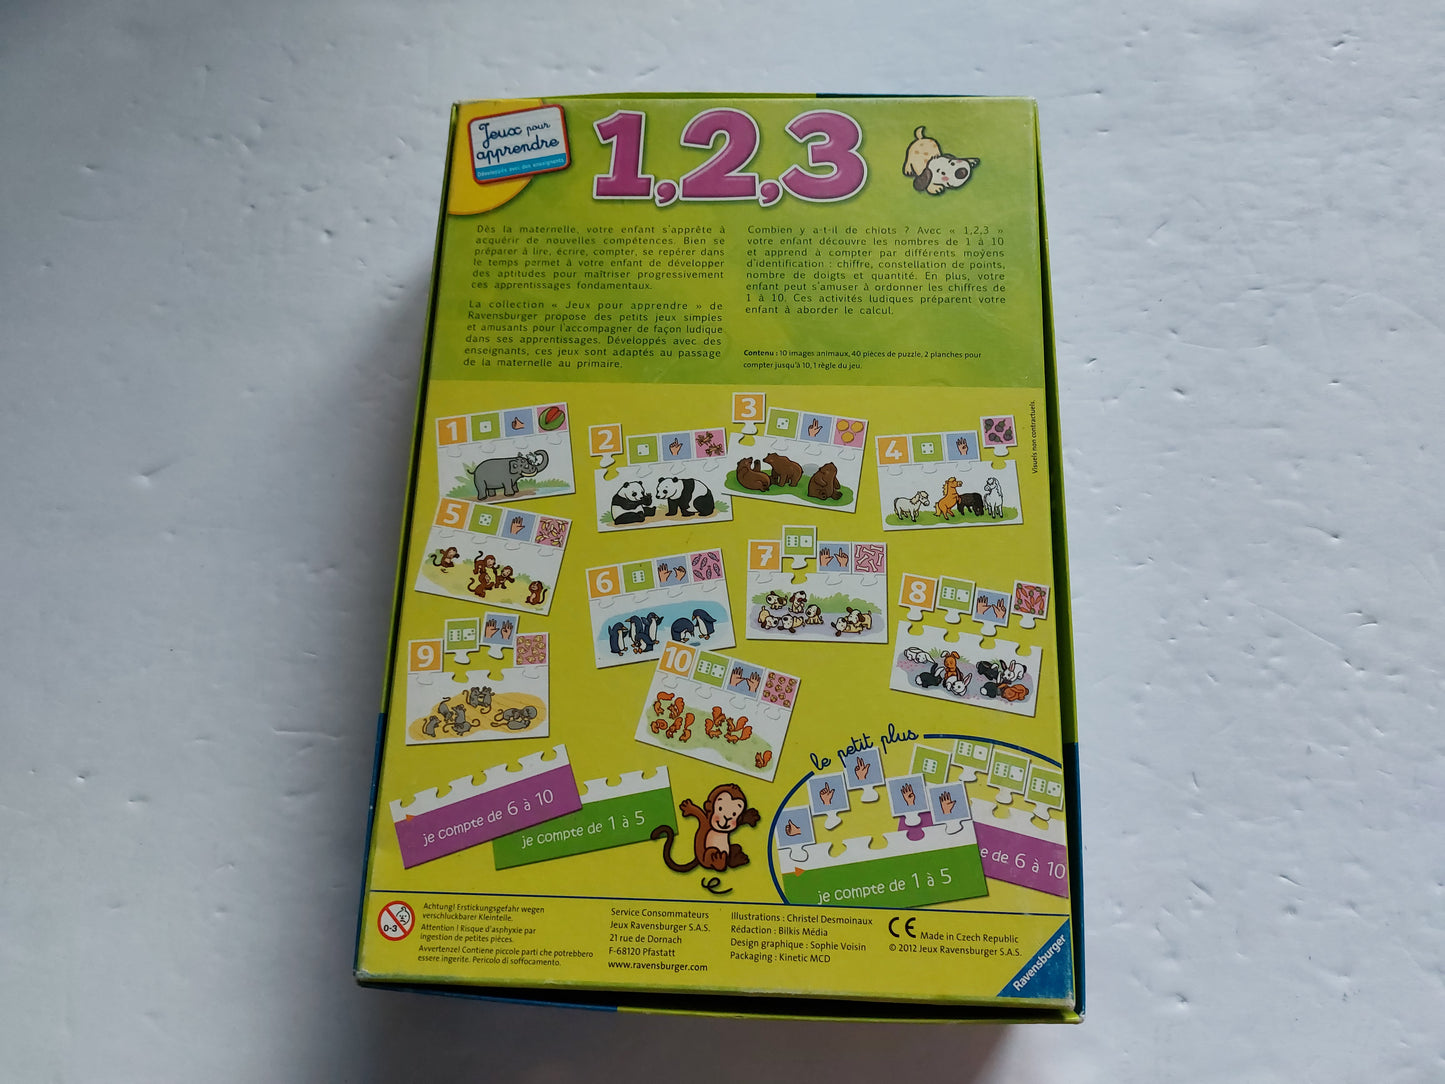 Jeux pour
apprendre
Développés avec des enseignants
1,2,3
Dès la maternelle, votre enfant s'apprête à
acquérir de nouvelles compétences. Bien se
préparer à lire, écrire, compter, se repérer dans
le temps permet à votre enfant de développer
des aptitudes pour maîtriser progressivement
ces apprentissages fondamentaux.
La collection « Jeux pour apprendre » de
Ravensburger propose des petits jeux simples
et amusants pour l'accompagner de façon ludique
dans ses apprentissages. Développés avec des
enseignants, ces jeux sont adaptés au passage
de la maternelle au primaire.
Combien y a-t-il de chiots ? Avec « 1,2,3 »
votre enfant découvre les nombres de 1 à 10
et apprend à compter par différents moyens
d'identification : chiffre, constellation de points,
nombre de doigts et quantité. En plus, votre
enfant peut s'amuser à ordonner les chiffres de
1 à 10. Ces activités ludiques préparent votre
enfant à aborder le calcul.
Contenu : 10 images animaux, 40 pièces de puzzle, 2 planches pour
compter jusqu'à 10, 1 règle du jeu.
Visuels non contractuels.
1
2
3
4
5
6
7
8
9
10
je compte de 6 à 10
je compte de 1 à 5
le petit plus
je compte de 1 à 5
e de 6 à 10
0-3
Achtung! Erstickungsgefahr wegen
verschluckbarer Kleinteile.
Attention ! Risque d'asphyxie par
ingestion de petites pièces.
Avvertenze! Contiene piccole parti che potrebbero
essere ingerite. Pericolo di soffocamento.
Service Consommateurs
Jeux Ravensburger S.A.S.
21 rue de Dornach
F-68120 Pfastatt
www.ravensburger.com
Illustrations : Christel Desmoinaux
Rédaction : Bilkis Média
Design graphique : Sophie Voisin
Packaging : Kinetic MCD
CE Made in Czech Republic
© 2012 Jeux Ravensburger S.A.S.
Ravensburger